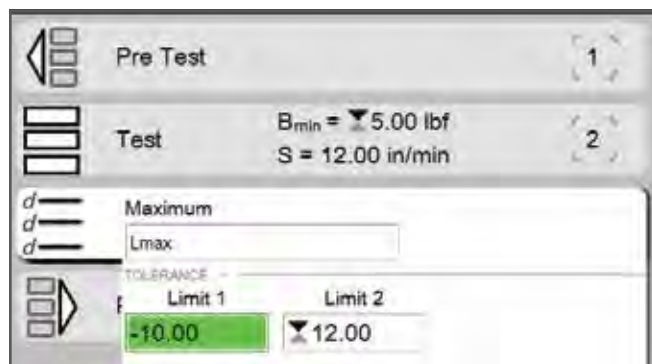 Pre Test
1
Test
Bmin = 5.00 lbf
S = 12.00 in/min
2
d
d
d
Maximum
Lmax
TOLERANCE
Limit 1 Limit 2
-10.00 12.00